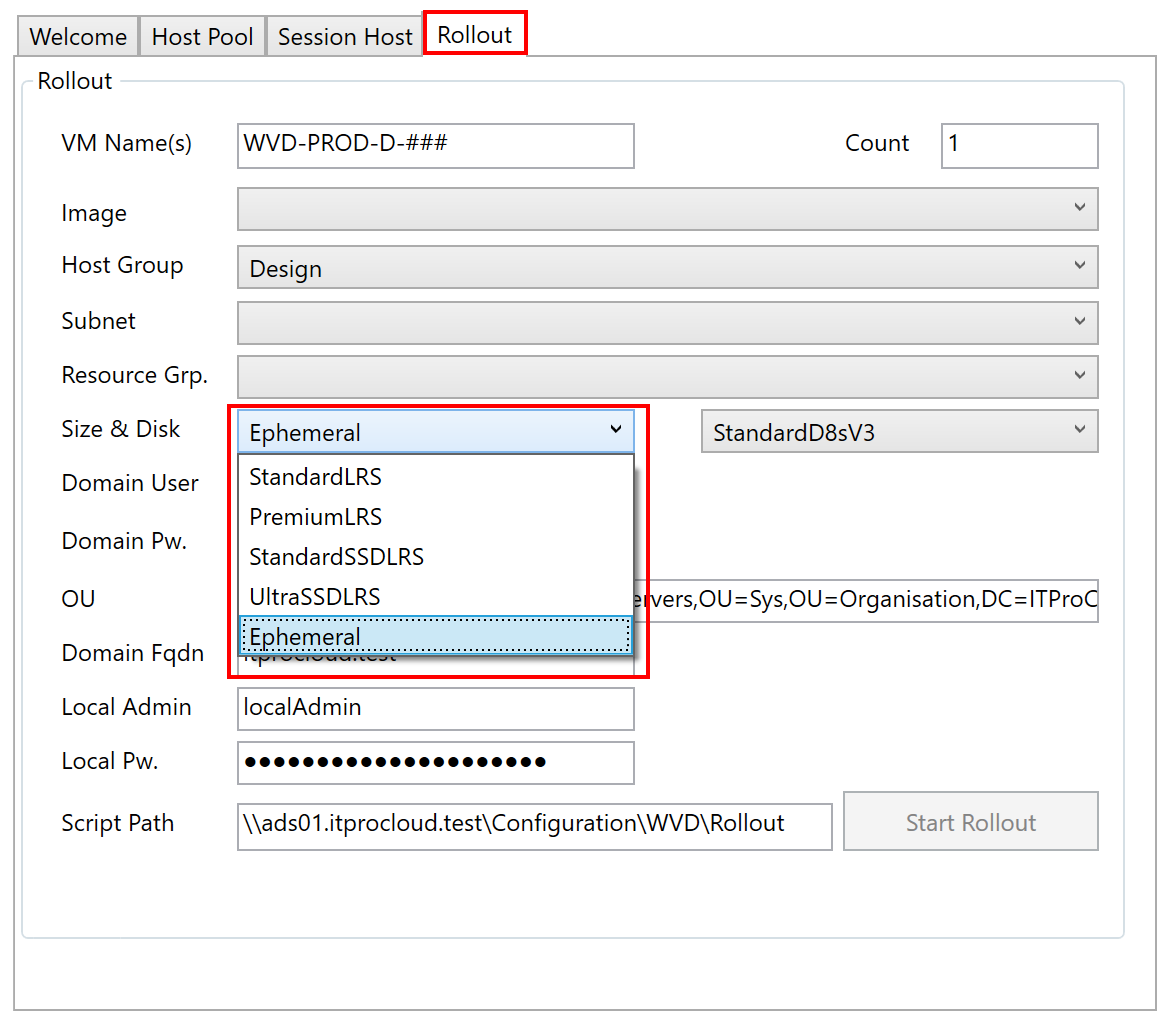 Welcome Host Pool Session Host Rollout
Rollout
VM Name(s) WVD-PROD-D-### Count 1
Image
Host Group Design
Subnet
Resource Grp.
Size & Disk Ephemeral StandardD8sV3
StandardLRS
Domain User
PremiumLRS
Domain Pw.
StandardSSDLRS
OU UltraSSDLRS ervers,OU=Sys,OU=Organisation,DC=ITProC
Ephemeral
Domain Fqdn itprocloud.test
Local Admin localAdmin
Local Pw. ●●●●●●●●●●●●●●●●●●●●●
Script Path \\ads01.itprocloud.test\Configuration\WVD\Rollout Start Rollout